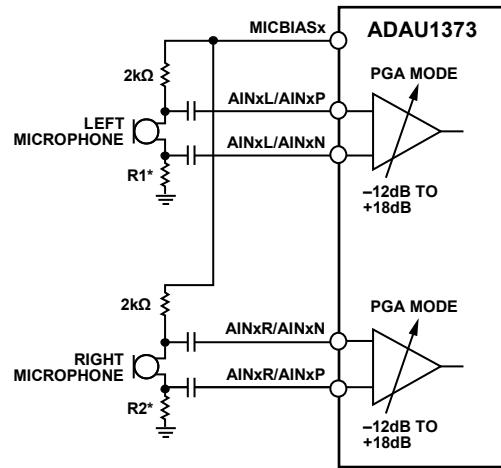 MICBIASx
ADAU1373
2kΩ
PGA MODE
AINxL/AINxP
LEFT
MICROPHONE
AINxL/AINxN
R1*
–12dB TO
+18dB
2kΩ
PGA MODE
AINxR/AINxN
RIGHT
MICROPHONE
AINxR/AINxP
R2*
–12dB TO
+18dB